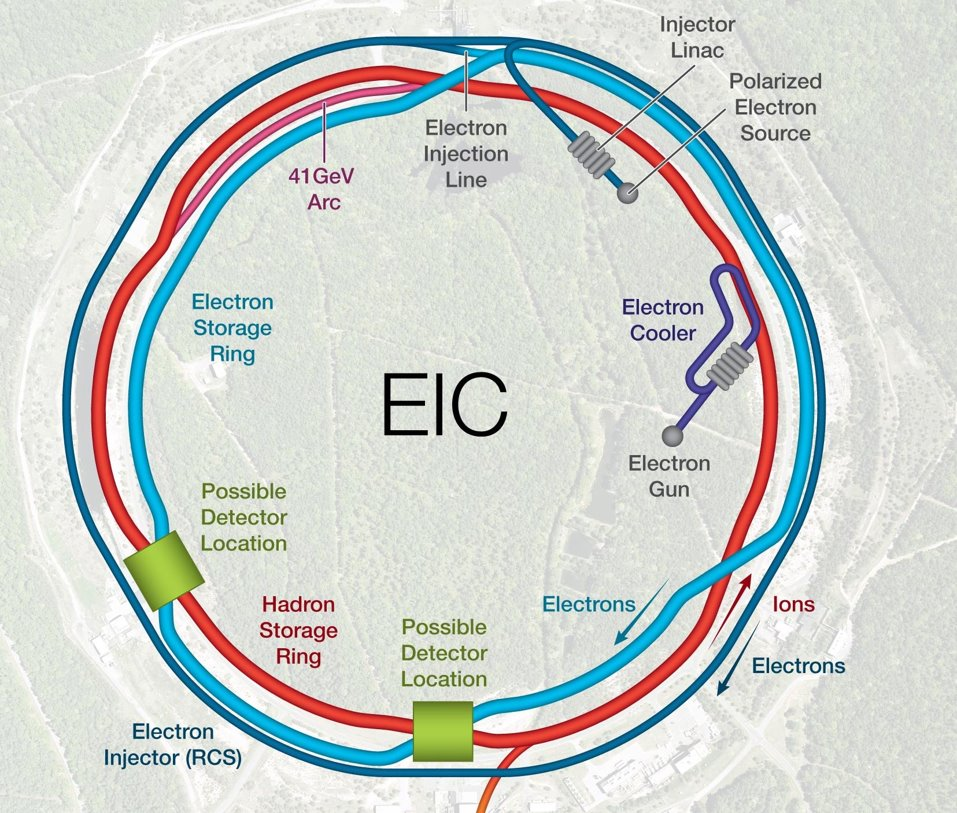 Injector
Linac
Polarized
Electron
Source
Electron
Injection
Line
41GeV
Arc
Electron
Storage
Ring
Electron
Cooler
EIC
Electron
Gun
Possible
Detector
Location
Hadron
Storage
Ring
Possible
Detector
Location
Electrons
Ions
Electrons
Electron
Injector (RCS)